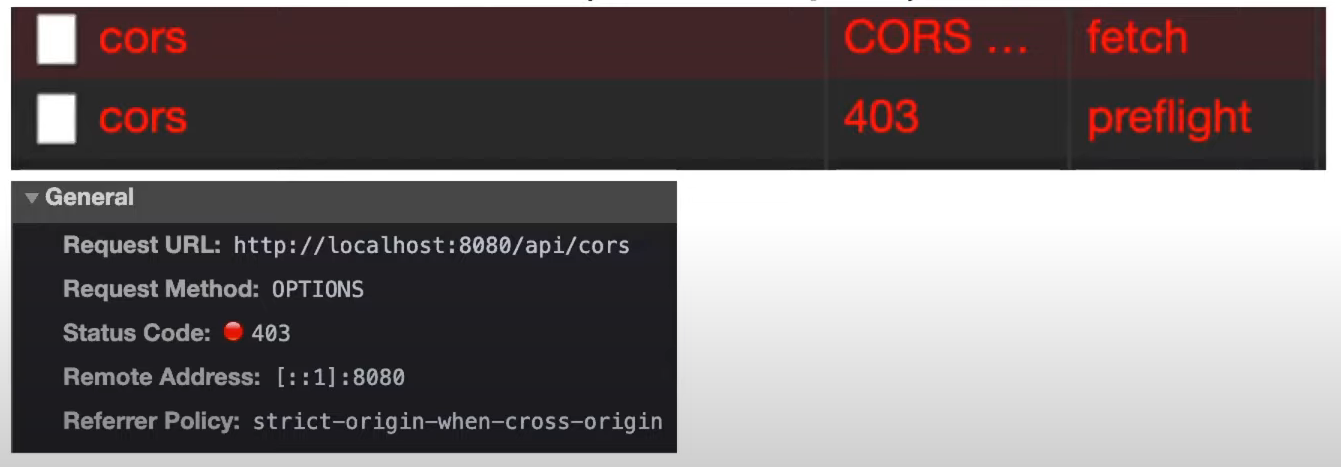 cors CORS ... fetch
cors 403 preflight
General
Request URL: http://localhost:8080/api/cors
Request Method: OPTIONS
Status Code: 403
Remote Address: [::1]:8080
Referrer Policy: strict-origin-when-cross-origin